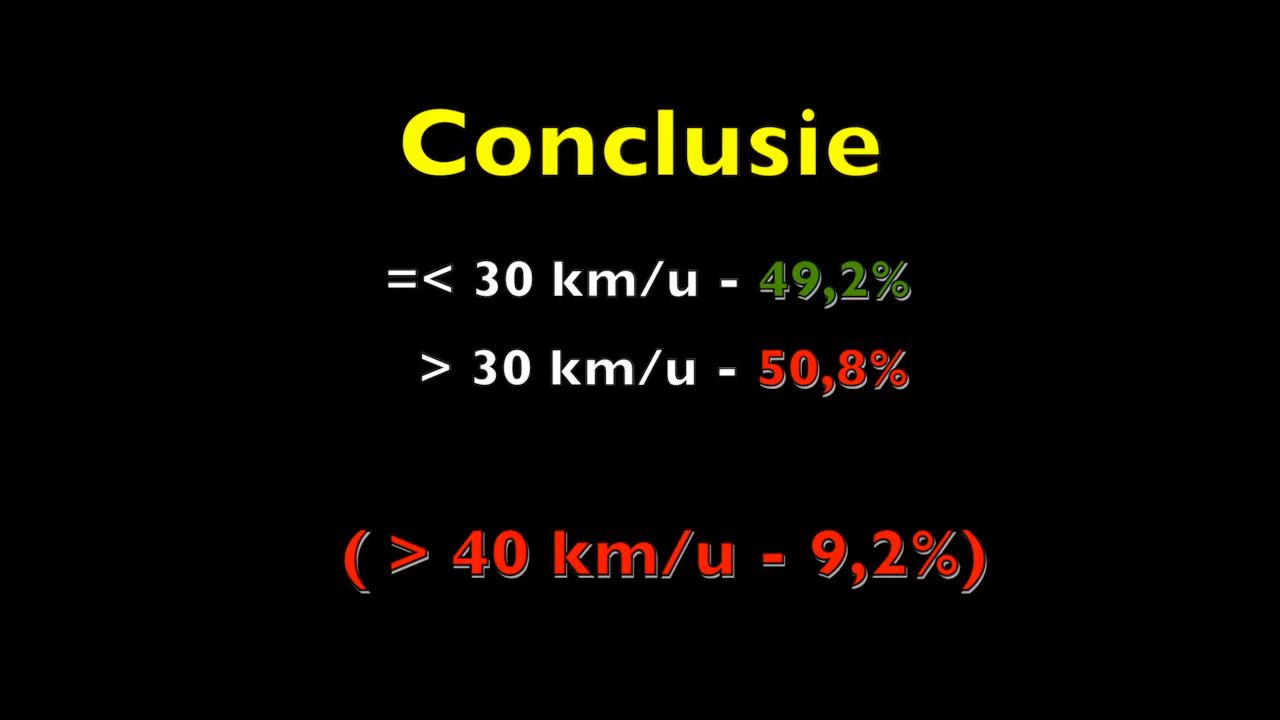 Conclusie
=< 30 km/u - 49,2%
> 30 km/u - 50,8%
( > 40 km/u - 9,2%)